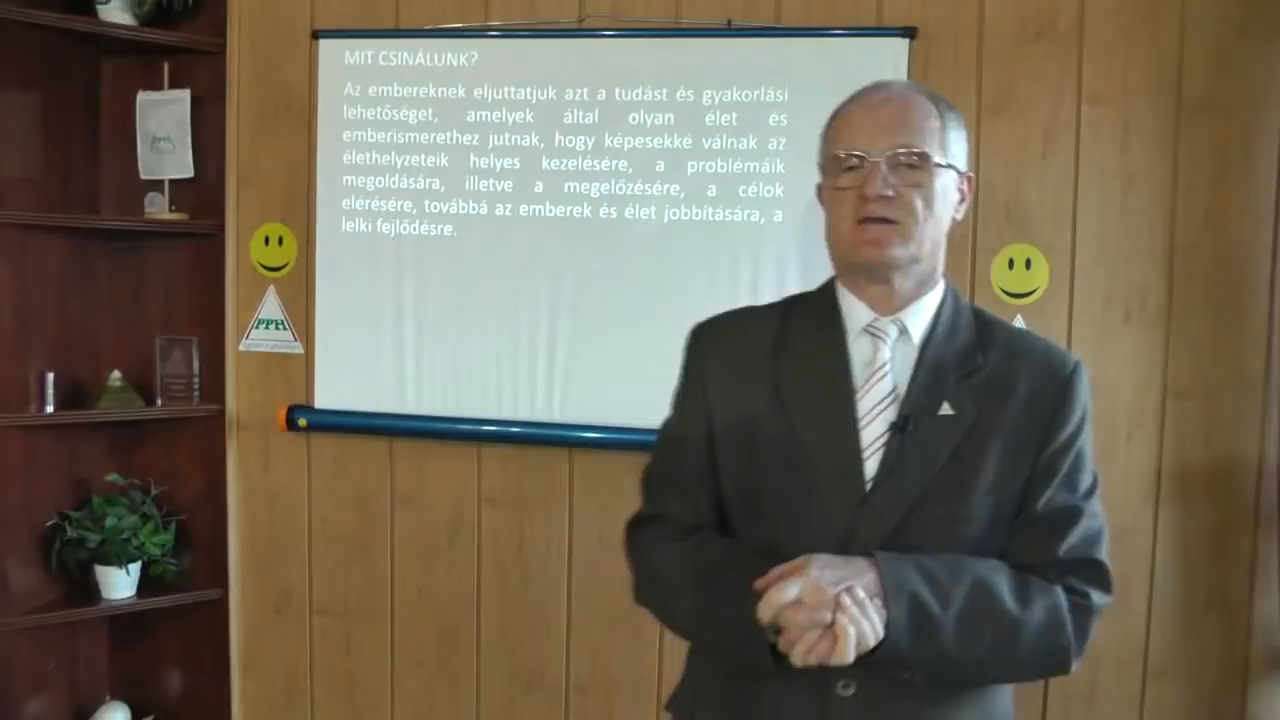 MIT CSINÁLUNK?
Az embereknek eljuttatjuk azt a tudást és gyakorlási
lehetőséget, amelyek által olyan élet és
emberismerethez jutnak, hogy képesekké válnak az
élethelyzeteik helyes kezelésére, a problémáik
megoldására, illetve a megelőzésére, a célok
elérésére, továbbá az emberek és élet jobbítására, a
lelki fejlődésre.
PPH